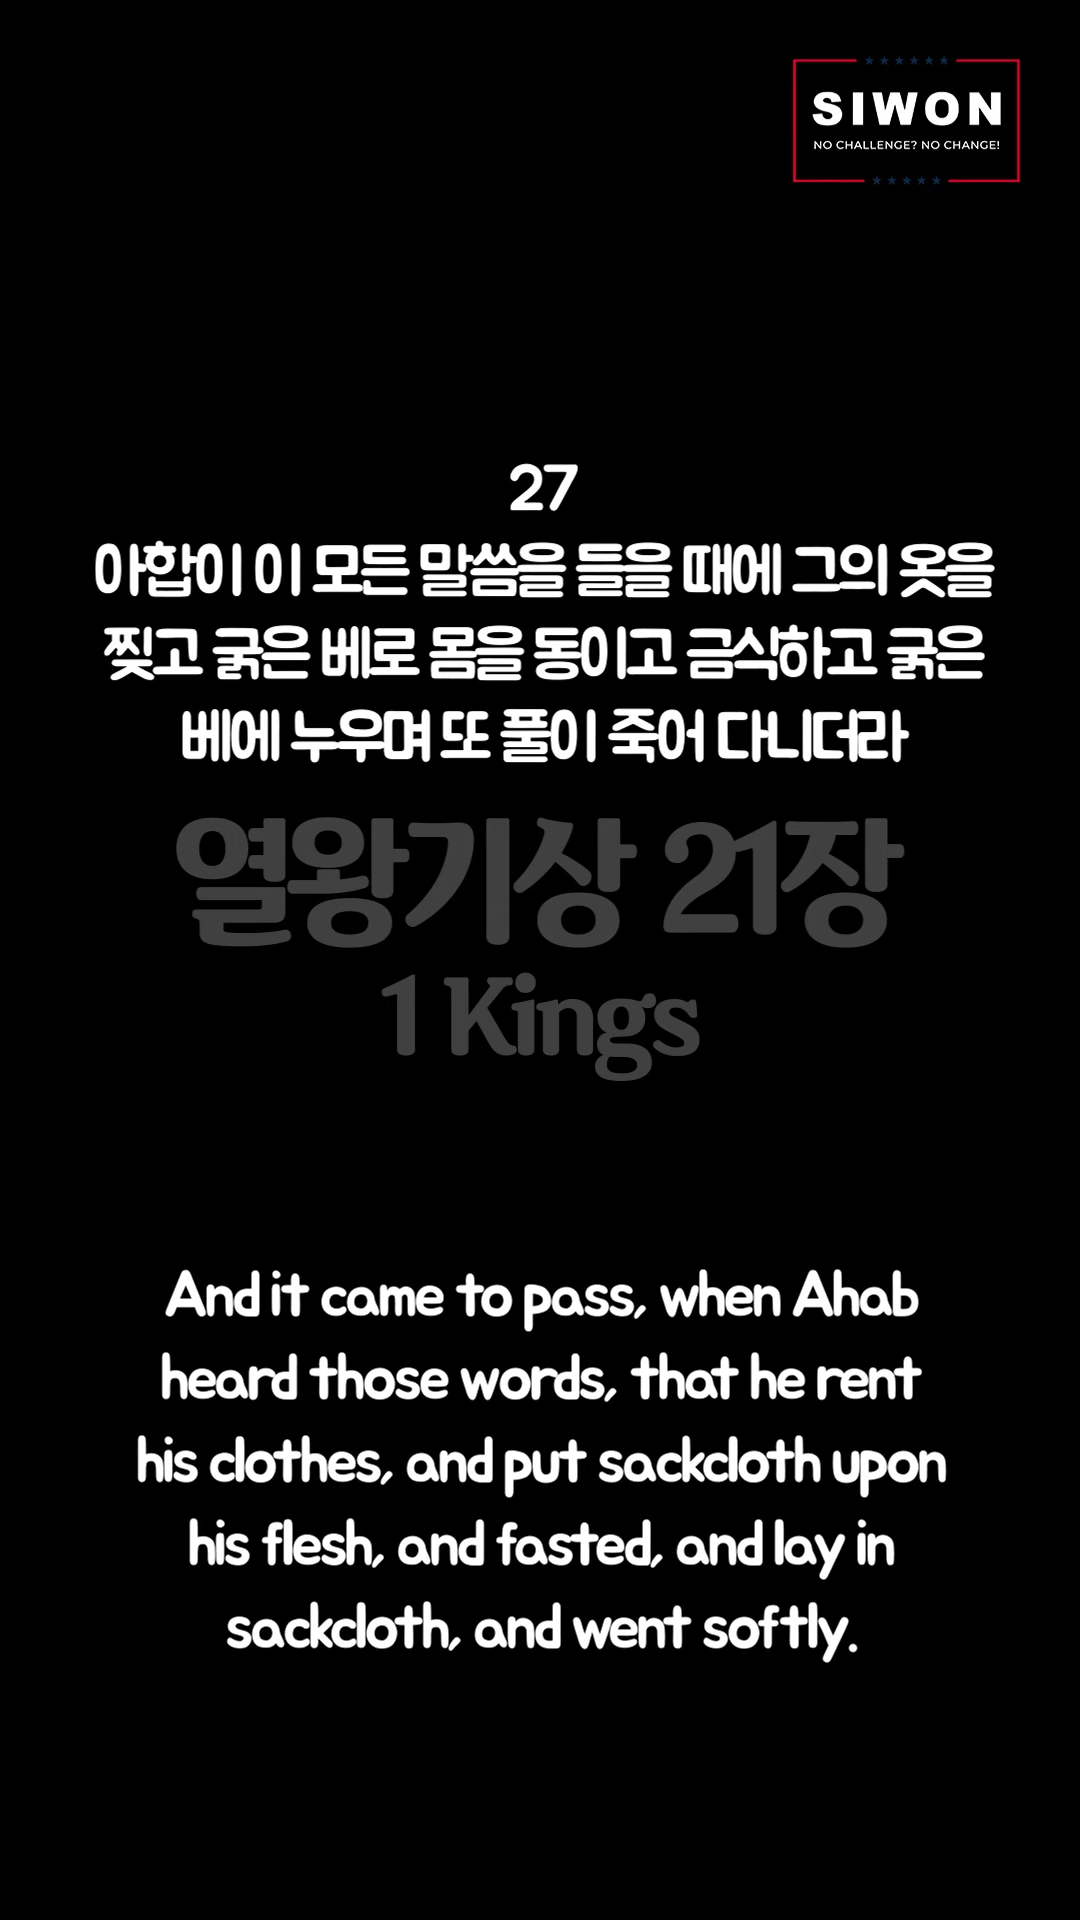 SIWON
NO CHALLENGE? NO CHANGE!
27
아합이 이 모든 말씀을 들을 때에 그의 옷을
찢고 굵은 베로 몸을 동이고 금식하고 굵은
베에 누우며 또 풀이 죽어 다니더라
열왕기상 21장
1 Kings
And it came to pass, when Ahab
heard those words, that he rent
his clothes, and put sackcloth upon
his flesh, and fasted, and lay in
sackcloth, and went softly.